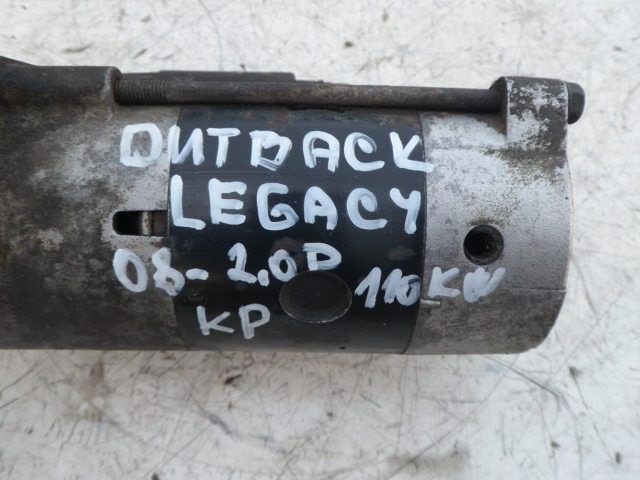 OUTBACK
LEGACY
08- 2.0D 110KW
KP